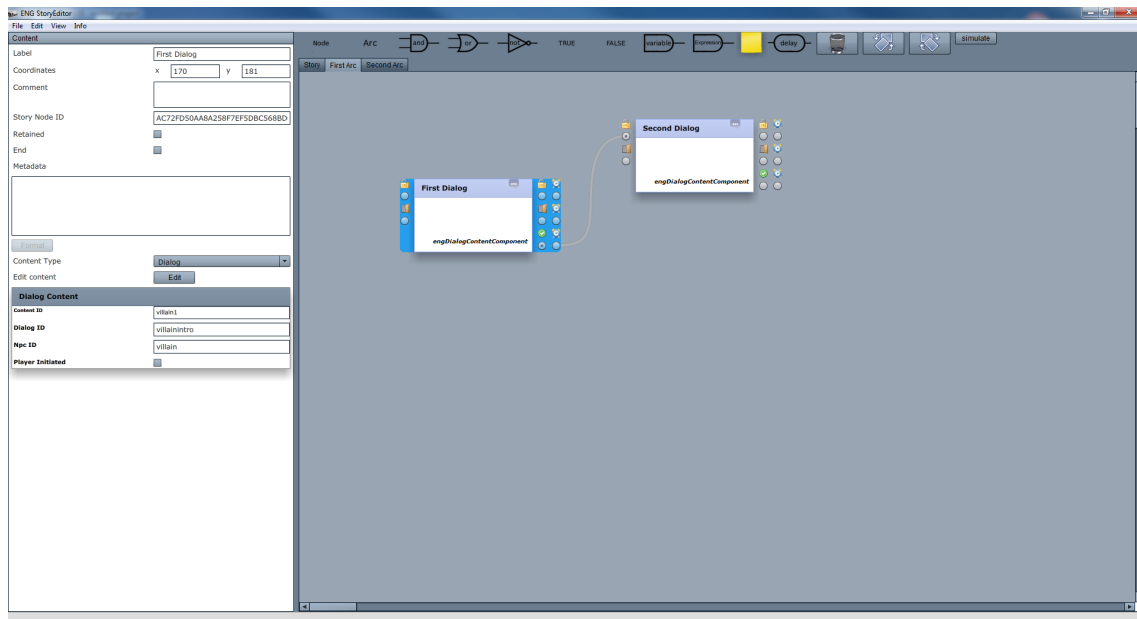 ENG StoryEditor
File Edit View Info
Content
Label First Dialog
Coordinates x 170 y 181
Comment
Story Node ID AC72FD50AA8A258F7EF5DBC568BD
Retained
End
Metadata
Format
Content Type Dialog
Edit content Edit
Dialog Content
Content ID villain1
Dialog ID villainintro
Npc ID villain
Player Initiated
Node Arc and or not TRUE FALSE variable Expression delay simulate
Story First Arc Second Arc
Second Dialog
engDialogContentComponent
First Dialog
engDialogContentComponent